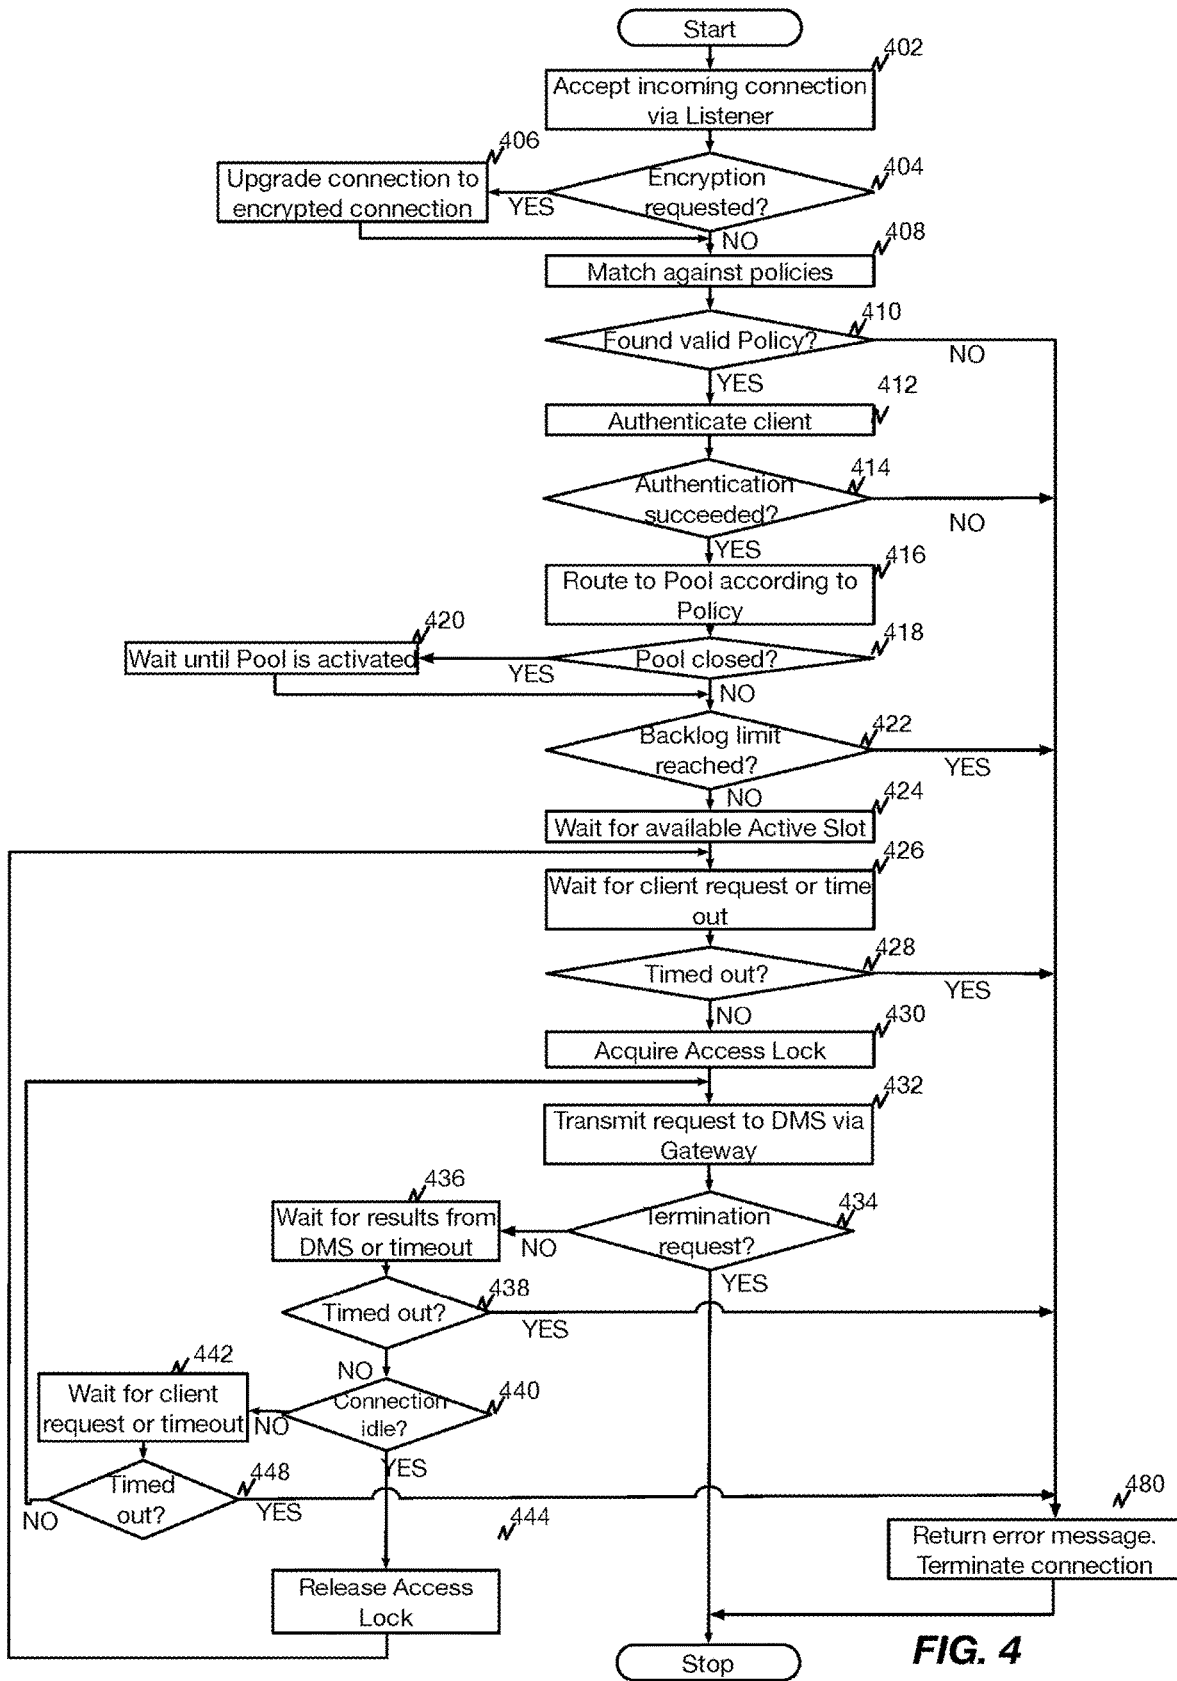 Start
402
Accept incoming connection
via Listener
406
Upgrade connection to
encrypted connection
YES
Encryption
requested?
404
NO
408
Match against policies
410
Found valid Policy?
NO
YES
412
Authenticate client
414
Authentication
succeeded?
NO
YES
416
Route to Pool according to
Policy
420
418
Wait until Pool is activated
YES
Pool closed?
NO
422
Backlog limit
reached?
YES
NO
424
Wait for available Active Slot
426
Wait for client request or time
out
428
Timed out?
YES
NO
430
Acquire Access Lock
432
Transmit request to DMS via
Gateway
436
434
Wait for results from
DMS or timeout
NO
Termination
request?
YES
438
Timed out?
YES
NO
442
440
Wait for client
request or timeout
NO
Connection
idle?
YES
448
Timed
out?
NO
YES
480
444
Return error message.
Terminate connection
Release Access
Lock
FIG. 4
Stop